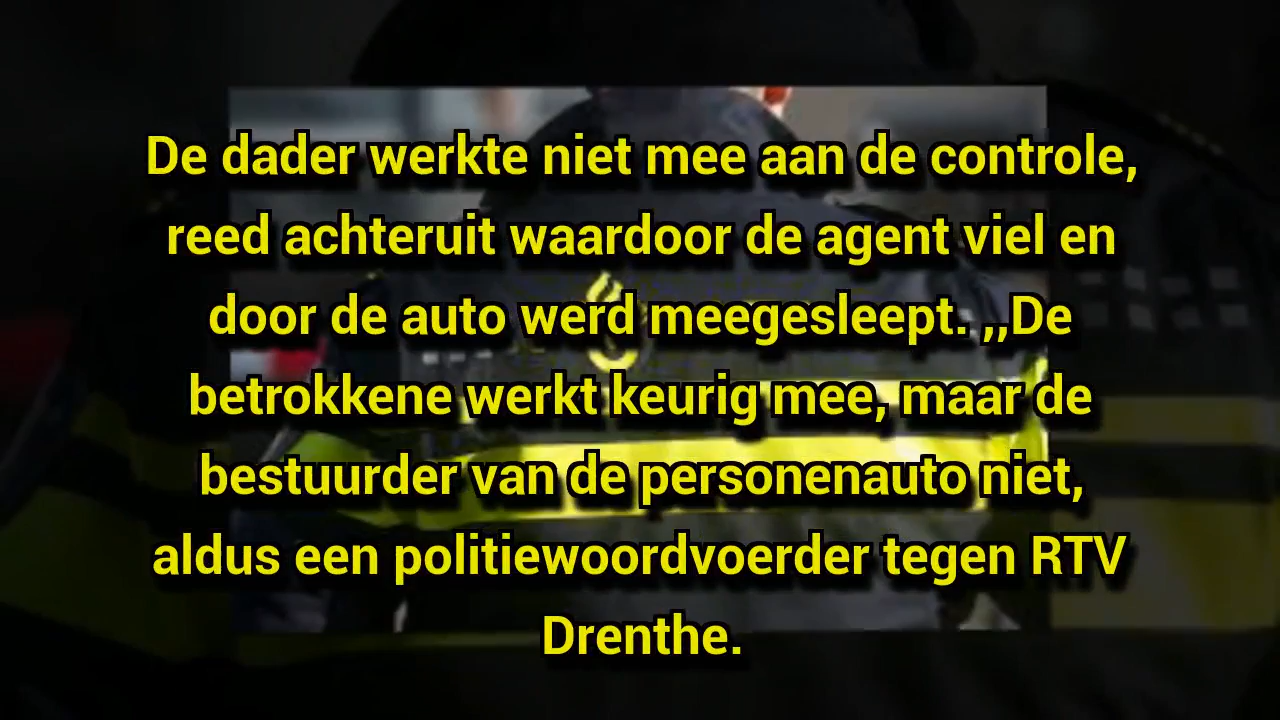 De dader werkte niet mee aan de controle,
reed achteruit waardoor de agent viel en
door de auto werd meegesleept. ,,De
betrokkene werkt keurig mee, maar de
bestuurder van de personenauto niet,
aldus een politiewoordvoerder tegen RTV
Drenthe.